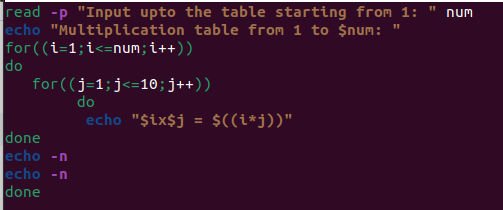 read -p "Input upto the table starting from 1: " num
echo "Multiplication table from 1 to $num: "
for((i=1;i<=num;i++))
do
for((j=1;j<=10;j++))
do
echo "$ix$j = $((i*j))"
done
echo -n
echo -n
done